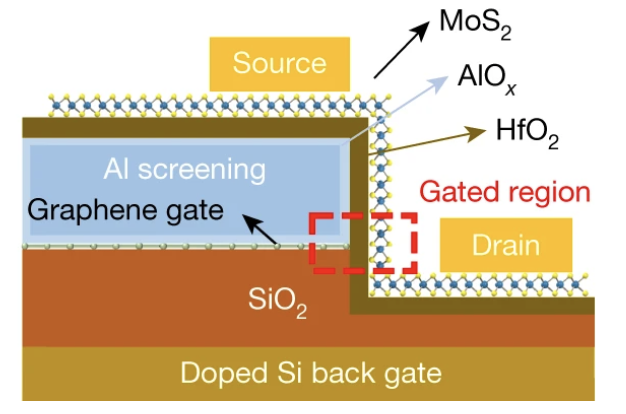 MoS₂
Source
AlOₓ
HfO₂
Al screening
Gated region
Graphene gate
Drain
SiO₂
Doped Si back gate